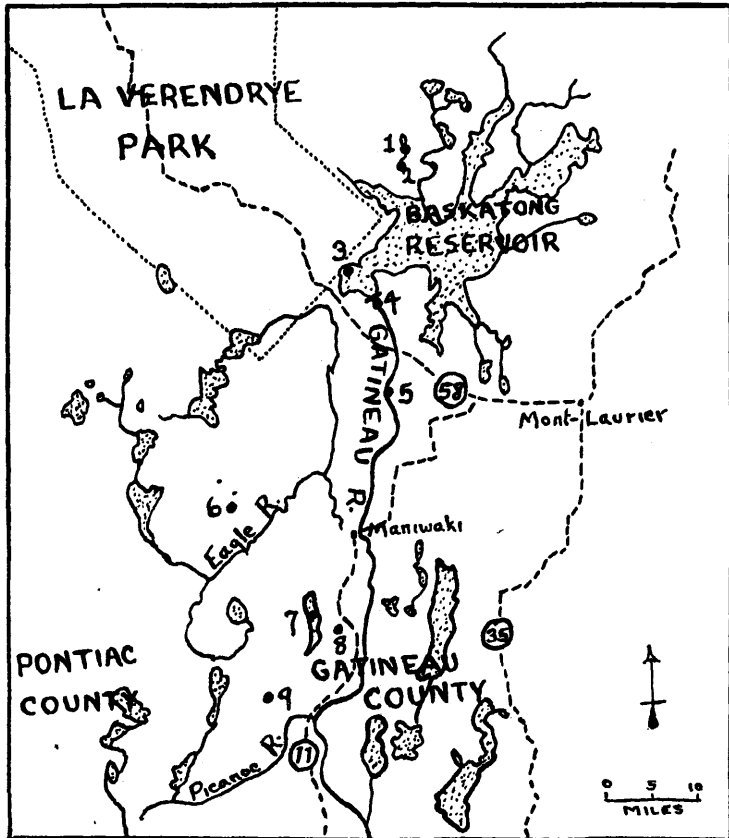 LA VERENDRYE
PARK
1
2
BASKATONG
RESERVOIR
3
4
GATINEAU R.
5
58
Mont-Laurier
6
Eagle R.
Maniwaki
7
8
35
PONTIAC
COUNTY
GATINEAU
COUNTY
9
11
Picanoc R.
0 5 10
MILES